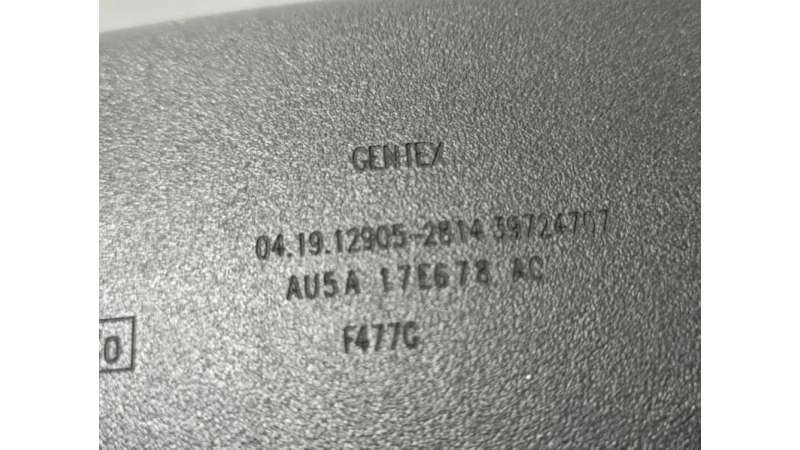 GENTEX
04.19.12905-2814 39724707
AU5A 17E678 AC
F477G